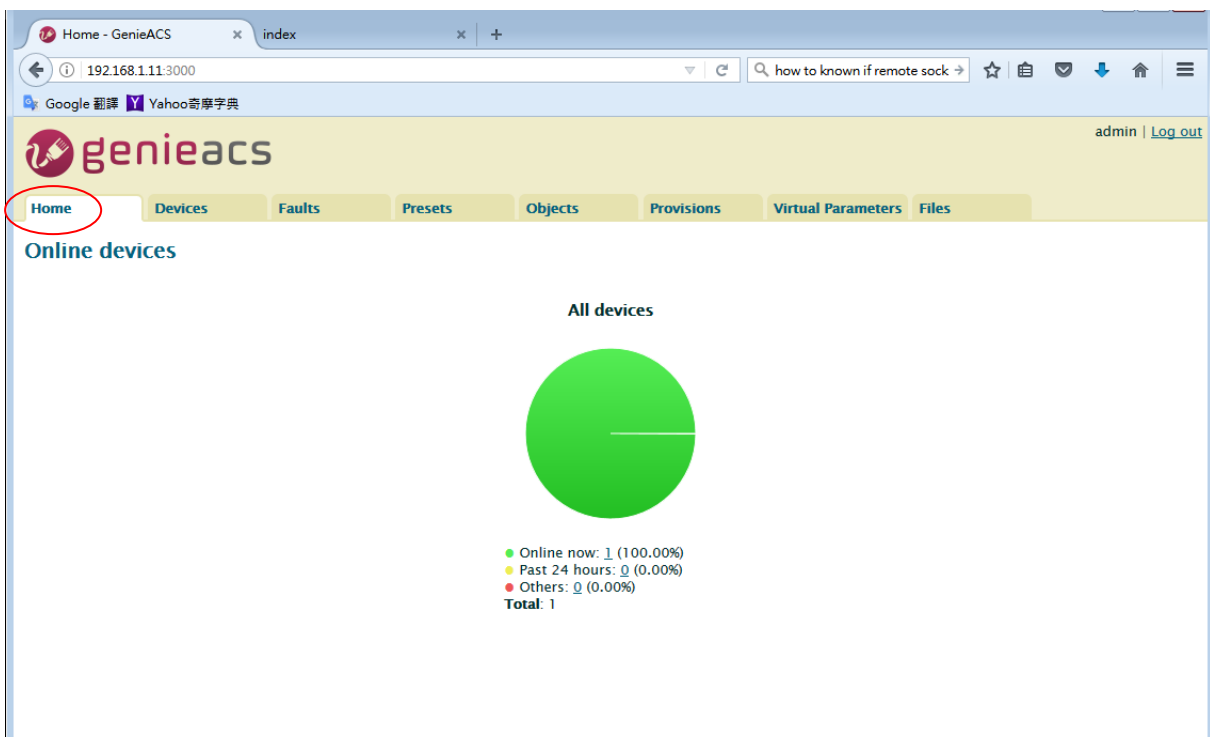 Home - GenieACS × index × +
192.168.1.11:3000 how to known if remote sock
Google 翻譯 Yahoo奇摩字典
admin | Log out
genieacs
Home Devices Faults Presets Objects Provisions Virtual Parameters Files
Online devices
All devices
Online now: 1 (100.00%)
Past 24 hours: 0 (0.00%)
Others: 0 (0.00%)
Total: 1